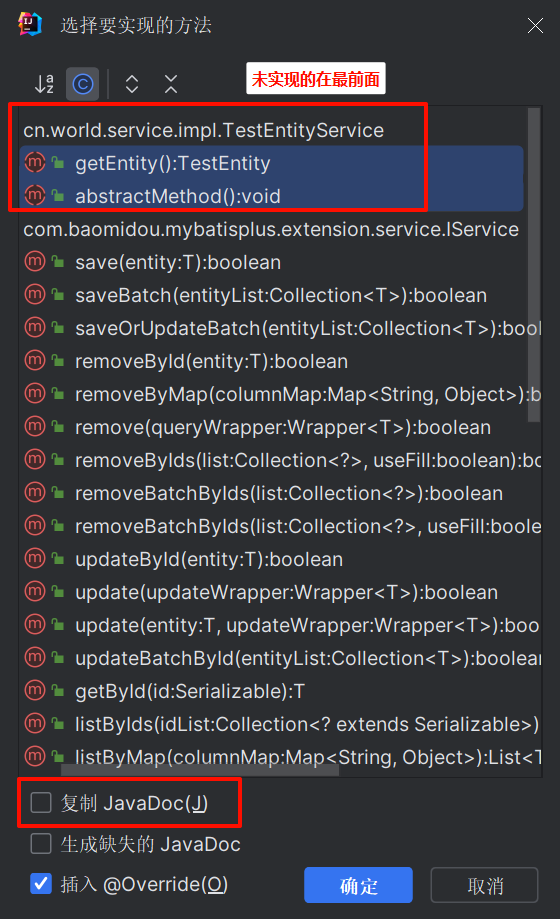 选择要实现的方法
未实现的在最前面
cn.world.service.impl.TestEntityService
getEntity():TestEntity
abstractMethod():void
com.baomidou.mybatisplus.extension.service.IService
save(entity:T):boolean
saveBatch(entityList:Collection<T>):boolean
saveOrUpdateBatch(entityList:Collection<T>):bool
removeById(entity:T):boolean
removeByMap(columnMap:Map<String, Object>):b
remove(queryWrapper:Wrapper<T>):boolean
removeByIds(list:Collection<?>, useFill:boolean):bo
removeBatchByIds(list:Collection<?>):boolean
removeBatchByIds(list:Collection<?>, useFill:boole
updateById(entity:T):boolean
update(updateWrapper:Wrapper<T>):boolean
update(entity:T, updateWrapper:Wrapper<T>):boo
updateBatchById(entityList:Collection<T>):boolean
getById(id:Serializable):T
listByIds(idList:Collection<? extends Serializable>)
listByMap(columnMap:Map<String, Object>):List<T
复制 JavaDoc(J)
生成缺失的 JavaDoc
插入 @Override(O)
确定
取消